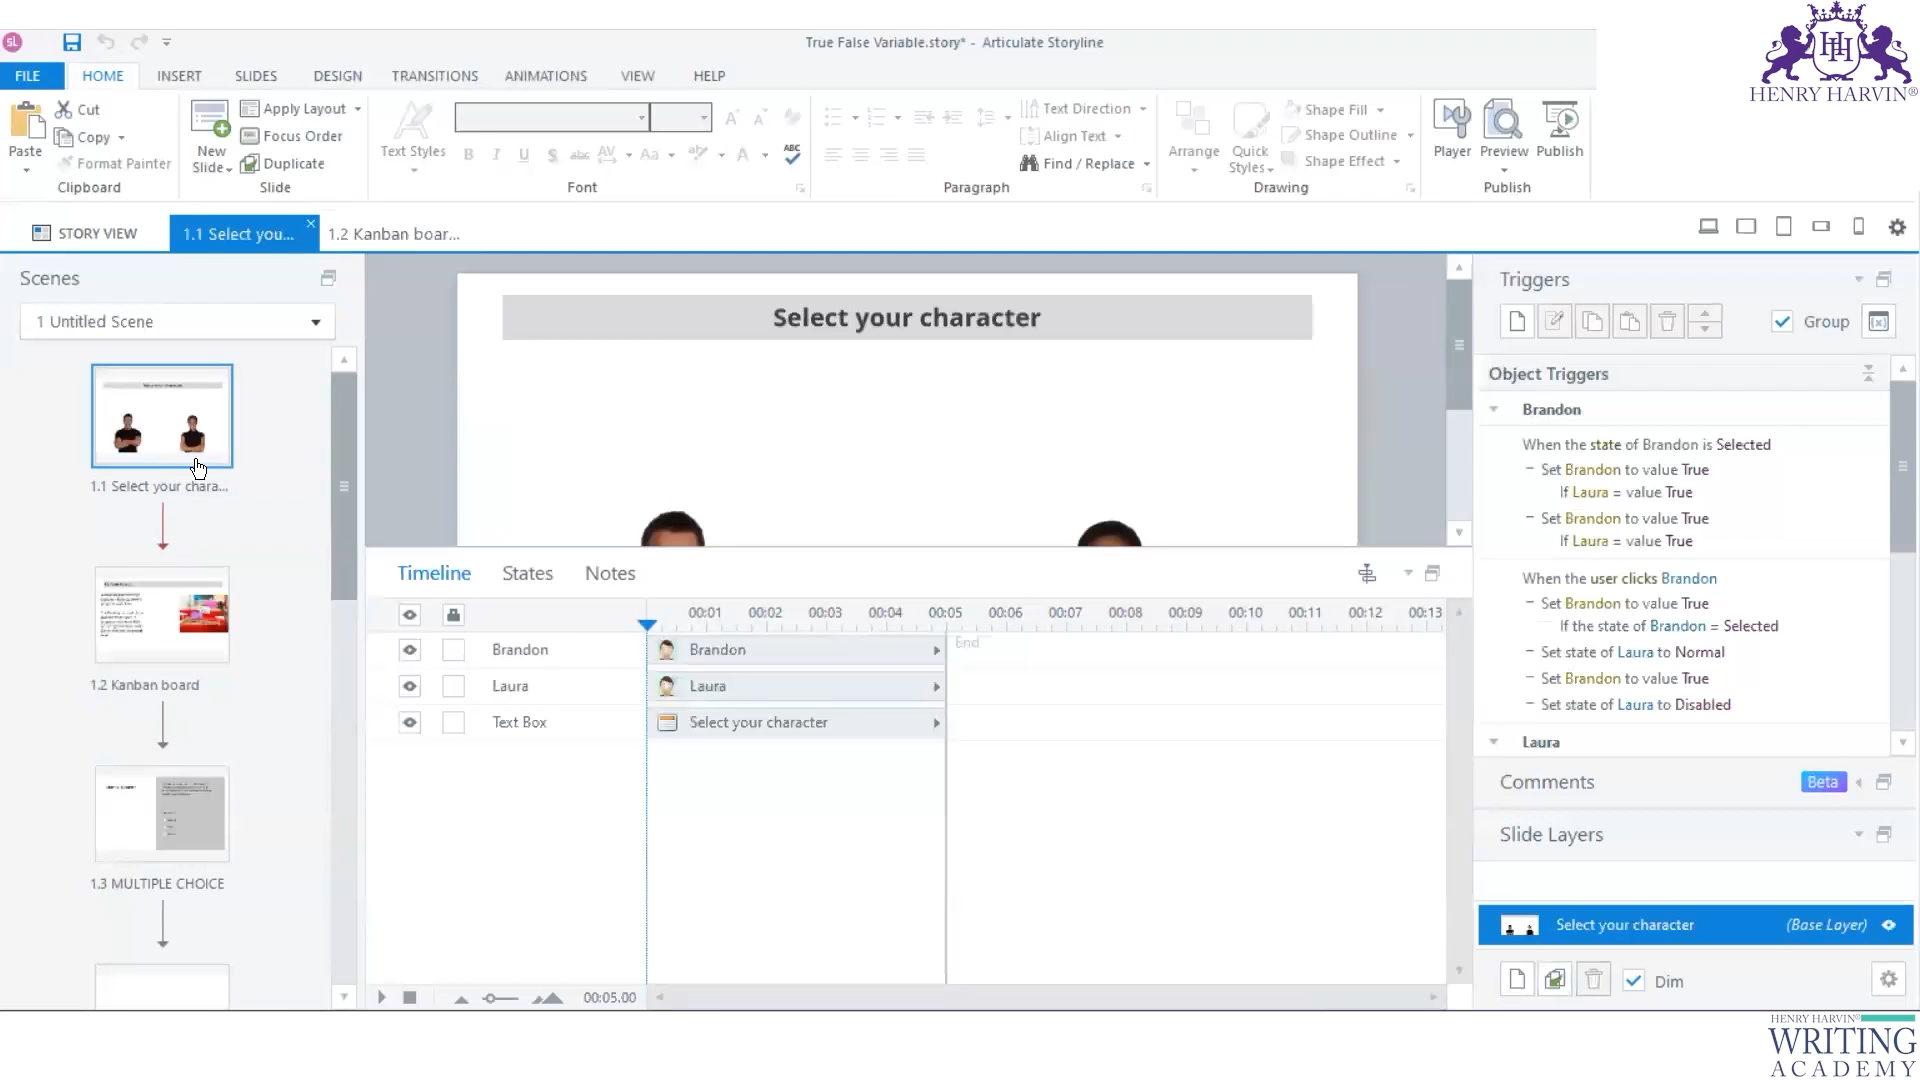 True False Variable.story* - Articulate Storyline
HENRY HARVIN®
FILE HOME INSERT SLIDES DESIGN TRANSITIONS ANIMATIONS VIEW HELP
Paste
Cut
Copy
Format Painter
Clipboard
New Slide
Apply Layout
Focus Order
Duplicate
Slide
Text Styles
B I U S abc AV Aa A ABC
Font
Text Direction
Align Text
Find / Replace
Paragraph
Arrange
Quick Styles
Shape Fill
Shape Outline
Shape Effect
Drawing
Player Preview Publish
Publish
STORY VIEW
1.1 Select you...
1.2 Kanban boar...
Scenes
1 Untitled Scene
1.1 Select your chara...
1.2 Kanban board
1.3 MULTIPLE CHOICE
Select your character
Timeline States Notes
00:01 00:02 00:03 00:04 00:05 00:06 00:07 00:08 00:09 00:10 00:11 00:12 00:13
Brandon Brandon End
Laura Laura
Text Box Select your character
00:05.00
Triggers
Group
Object Triggers
Brandon
When the state of Brandon is Selected
- Set Brandon to value True
If Laura = value True
- Set Brandon to value True
If Laura = value True
When the user clicks Brandon
- Set Brandon to value True
If the state of Brandon = Selected
- Set state of Laura to Normal
- Set Brandon to value True
- Set state of Laura to Disabled
Laura
Comments Beta
Slide Layers
Select your character (Base Layer)
Dim
HENRY HARVIN®
WRITING
ACADEMY